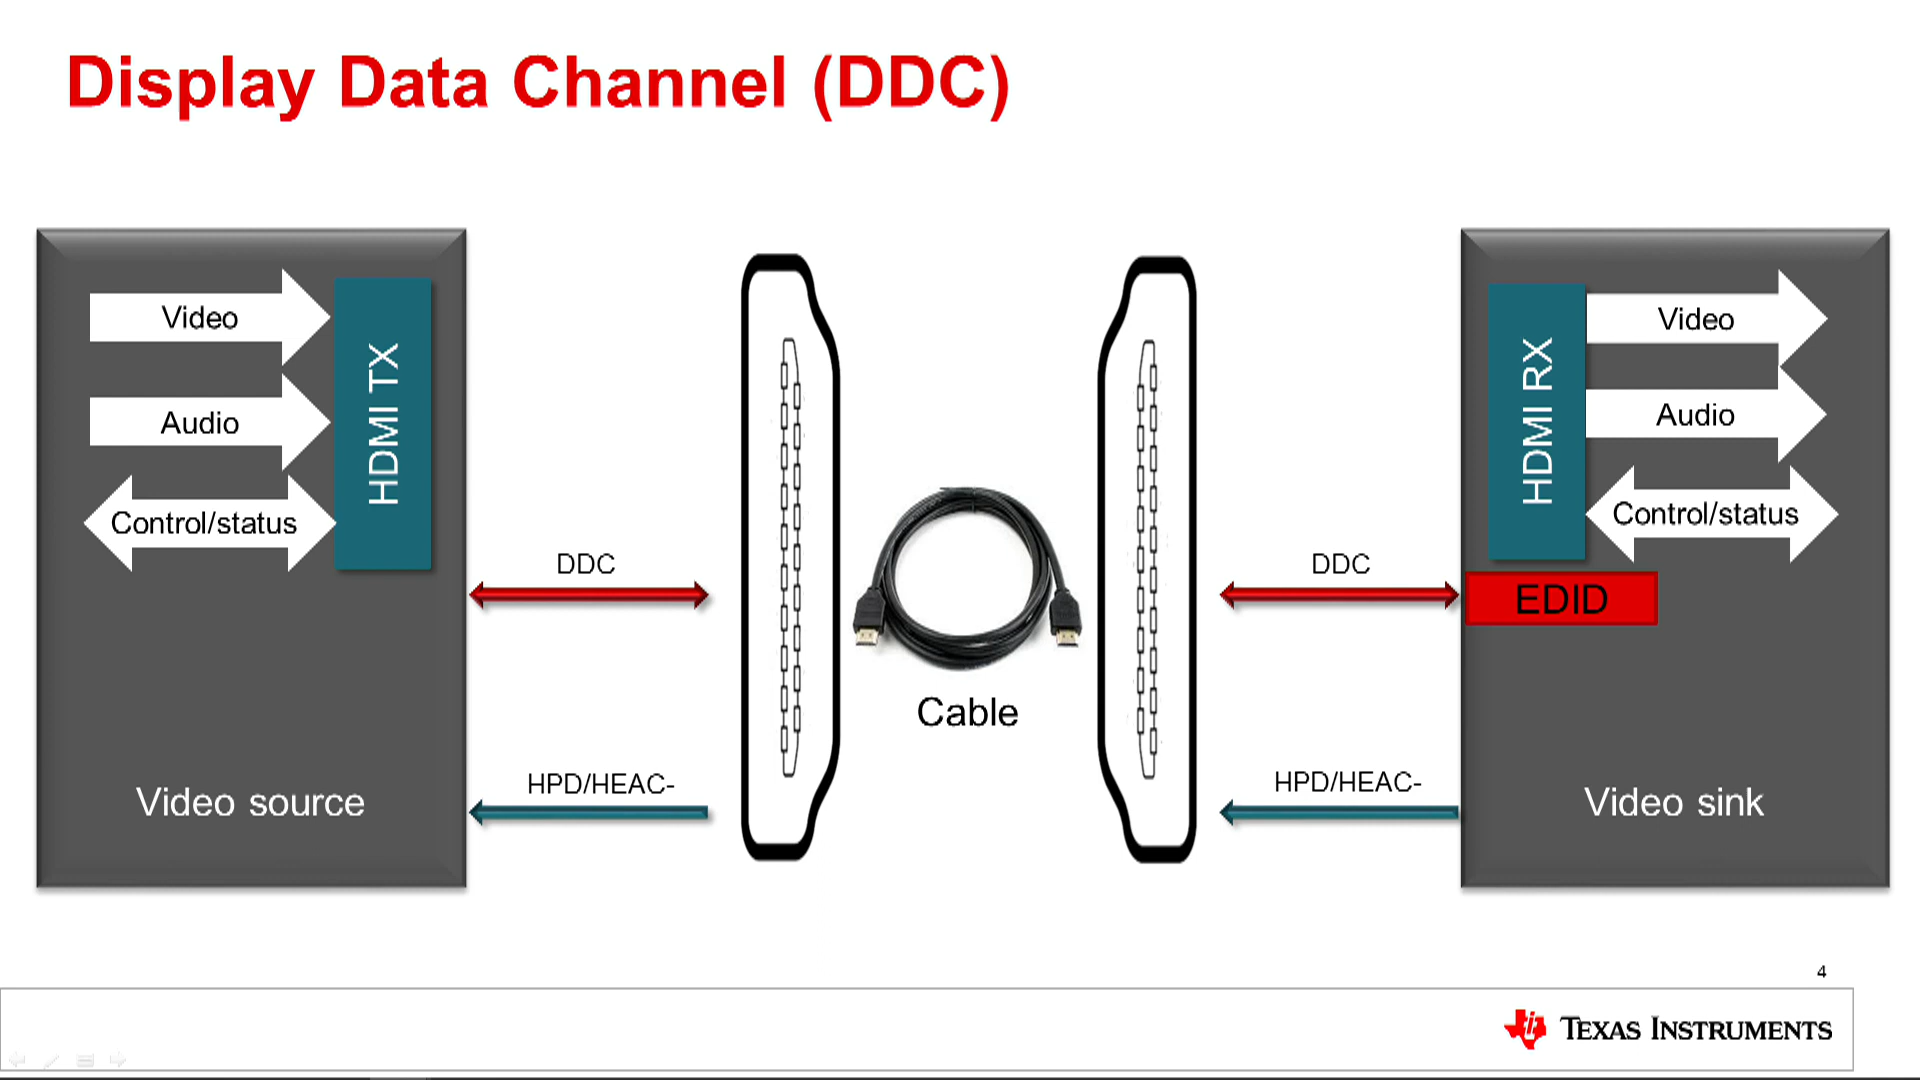 Display Data Channel (DDC)
Video
Audio
Control/status
HDMI TX
Video source
DDC
HPD/HEAC-
Cable
DDC
HPD/HEAC-
HDMI RX
Video
Audio
Control/status
EDID
Video sink
4
TEXAS INSTRUMENTS